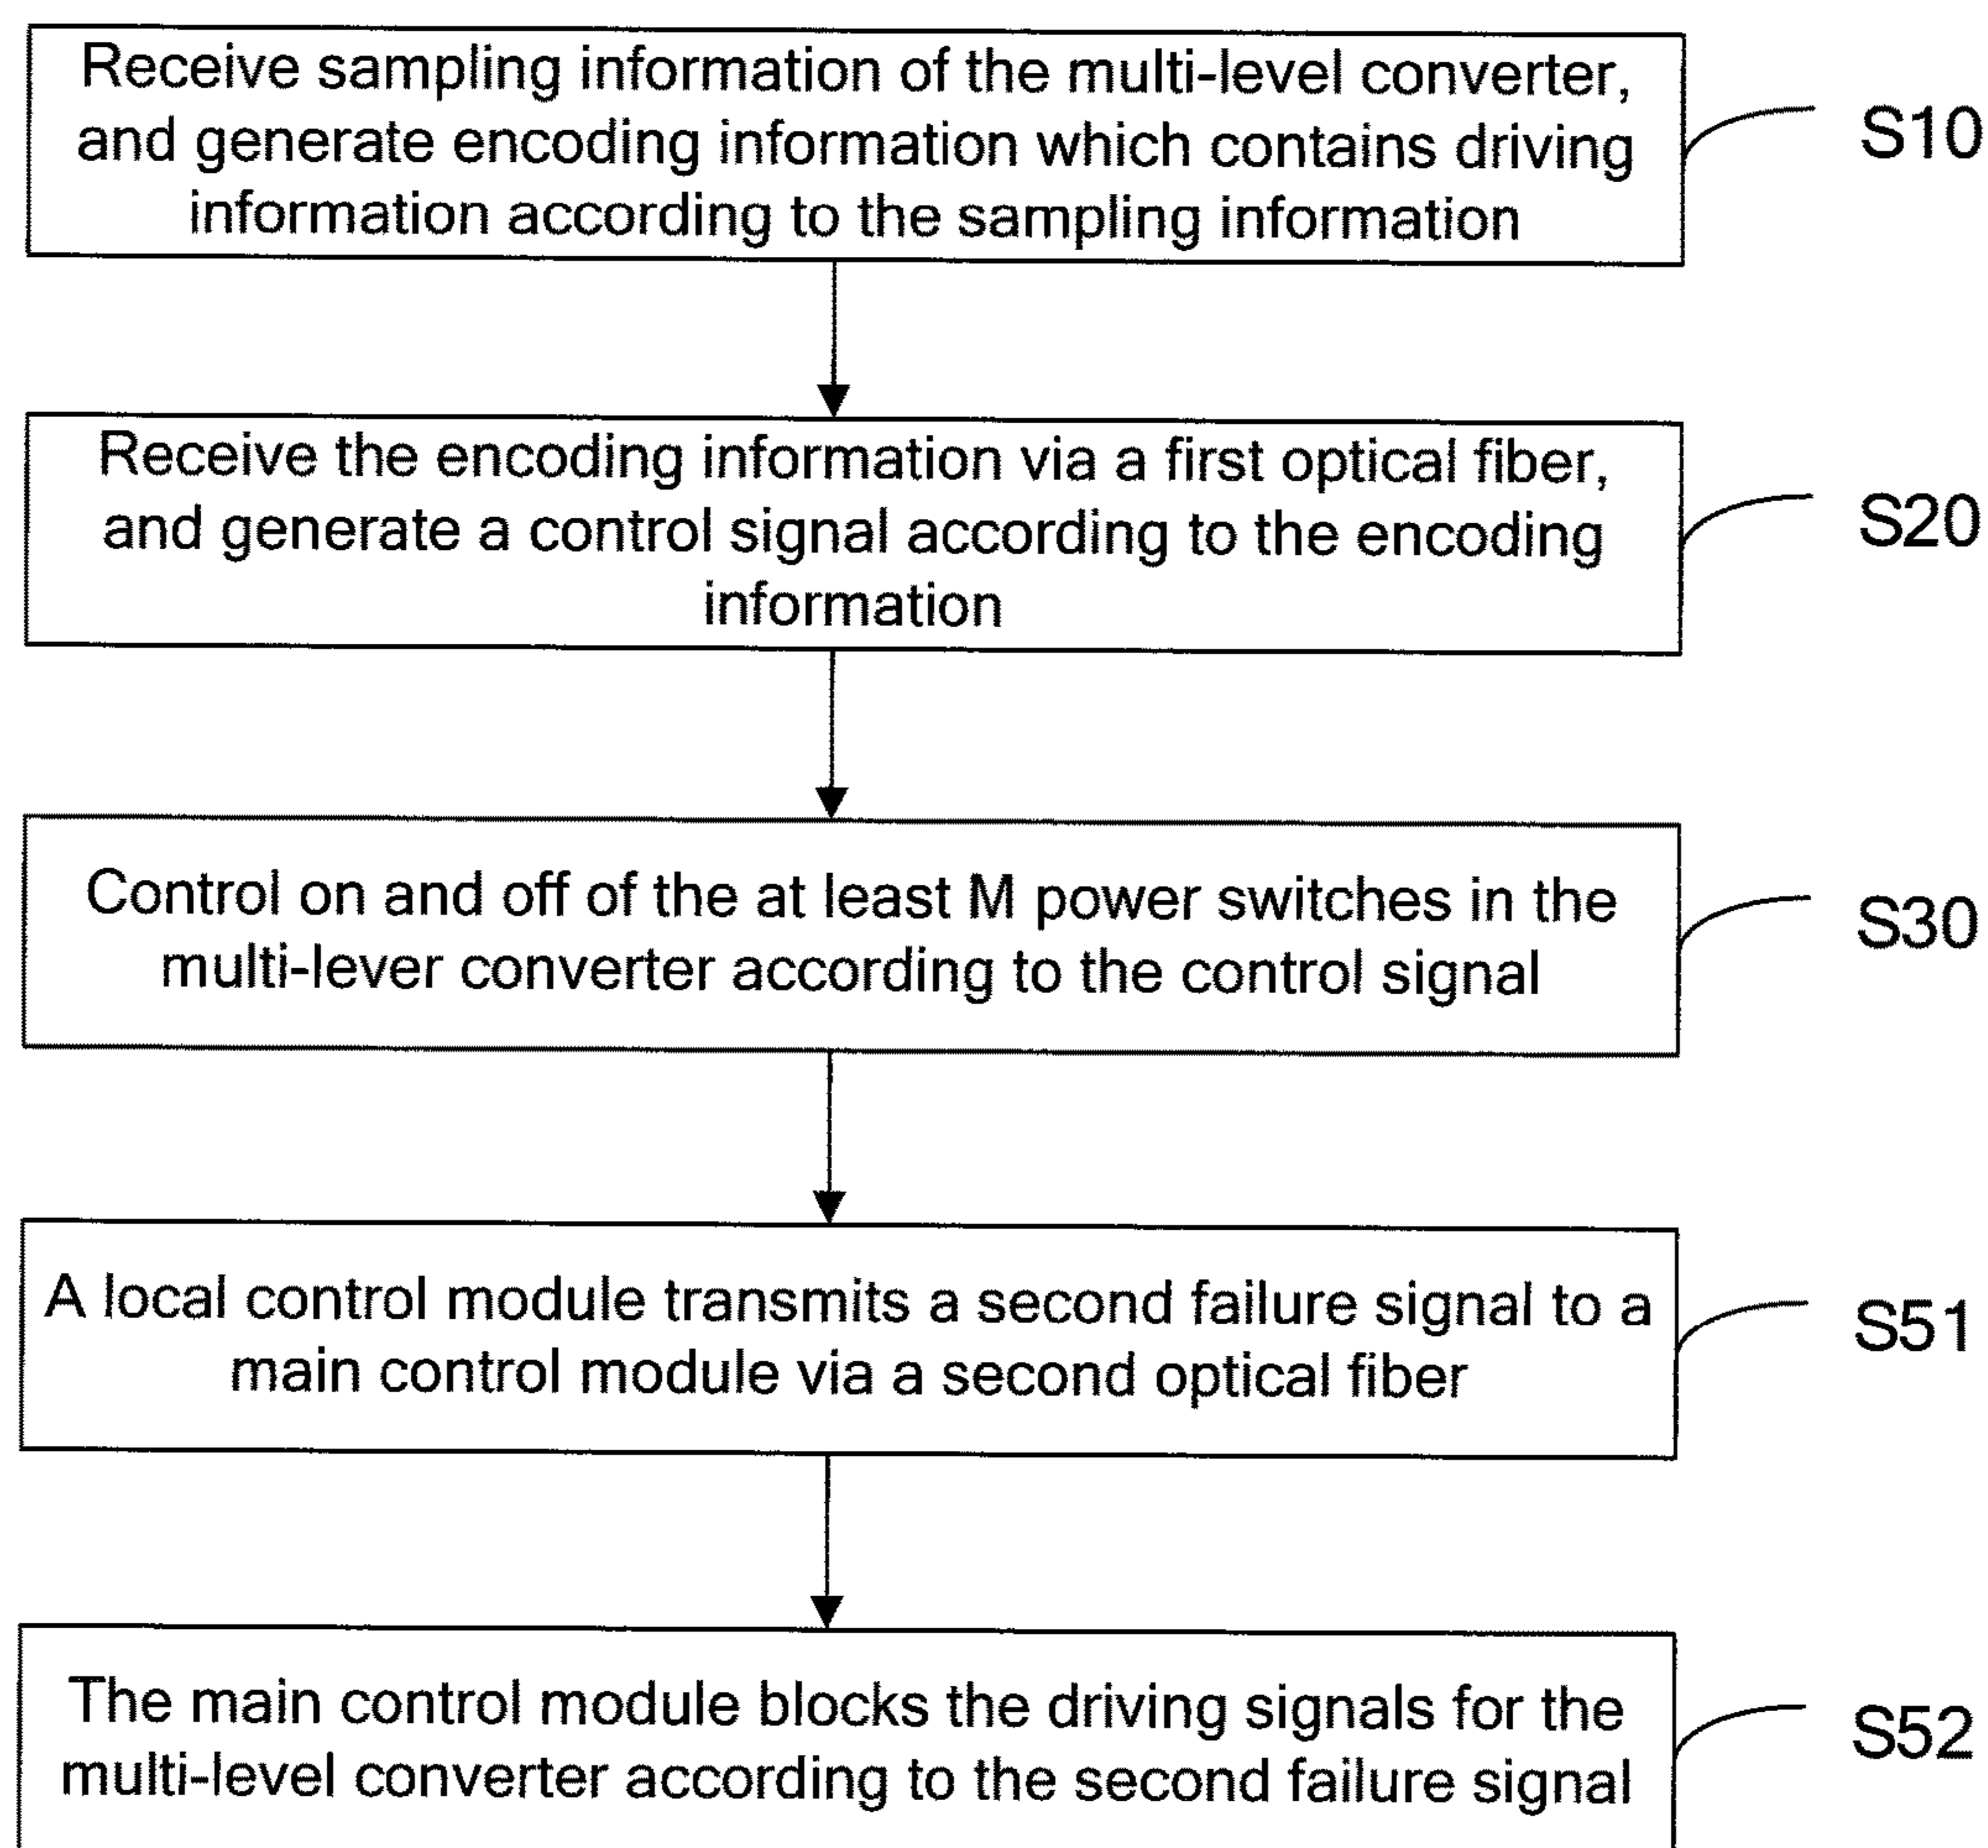 Receive sampling information of the multi-level converter,
and generate encoding information which contains driving
information according to the sampling information
S10
Receive the encoding information via a first optical fiber,
and generate a control signal according to the encoding
information
S20
Control on and off of the at least M power switches in the
multi-lever converter according to the control signal
S30
A local control module transmits a second failure signal to a
main control module via a second optical fiber
S51
The main control module blocks the driving signals for the
multi-level converter according to the second failure signal
S52